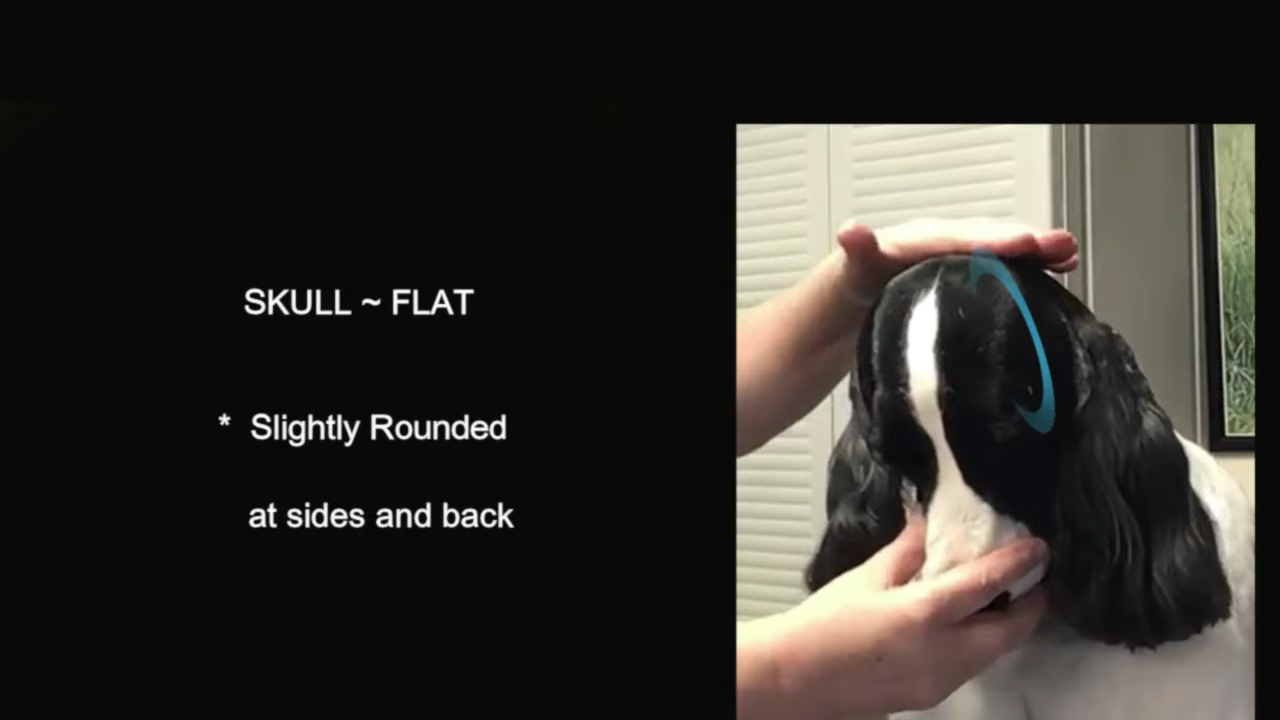 SKULL ~ FLAT
* Slightly Rounded
at sides and back